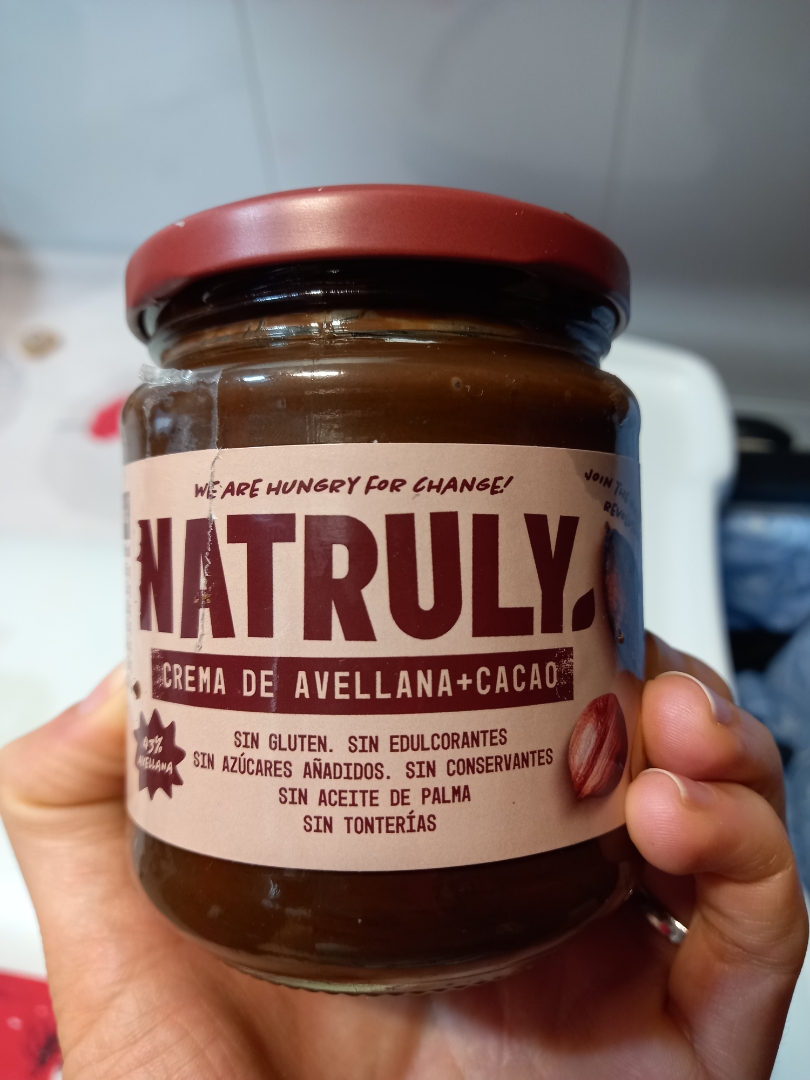 WE ARE HUNGRY FOR CHANGE!
JOIN THE
NATRULY.
CREMA DE AVELLANA+CACAO
43%
AVELLANA
SIN GLUTEN. SIN EDULCORANTES
SIN AZÚCARES AÑADIDOS. SIN CONSERVANTES
SIN ACEITE DE PALMA
SIN TONTERÍAS